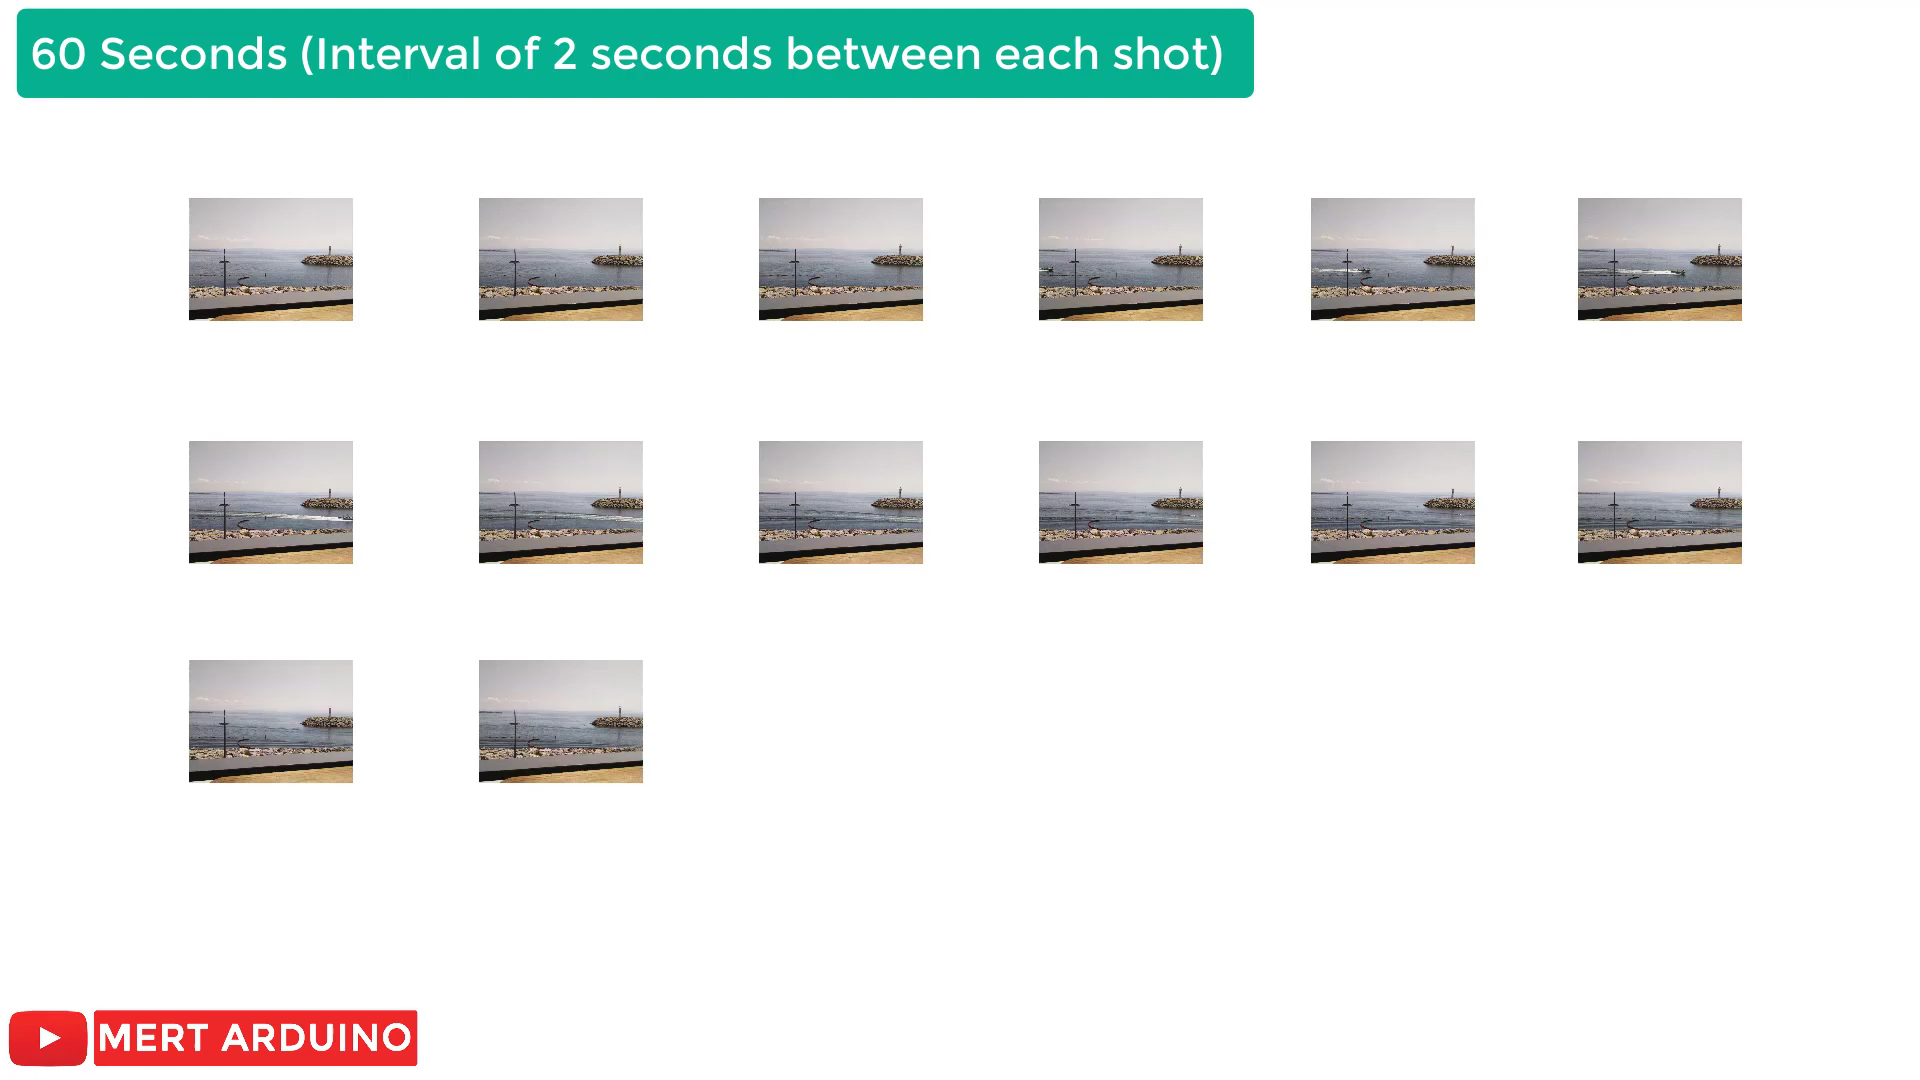 60 Seconds (Interval of 2 seconds between each shot)
MERT ARDUINO